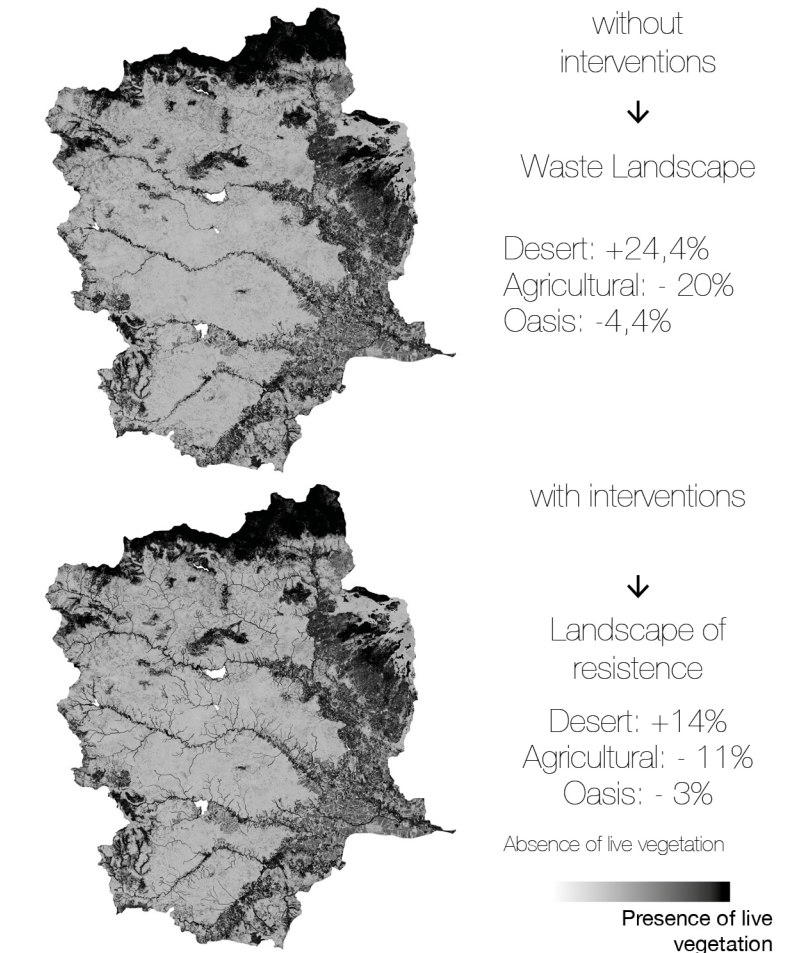 without
interventions
↓
Waste Landscape
Desert: +24,4%
Agricultural: - 20%
Oasis: -4,4%
with interventions
↓
Landscape of
resistence
Desert: +14%
Agricultural: - 11%
Oasis: - 3%
Absence of live vegetation
Presence of live
vegetation